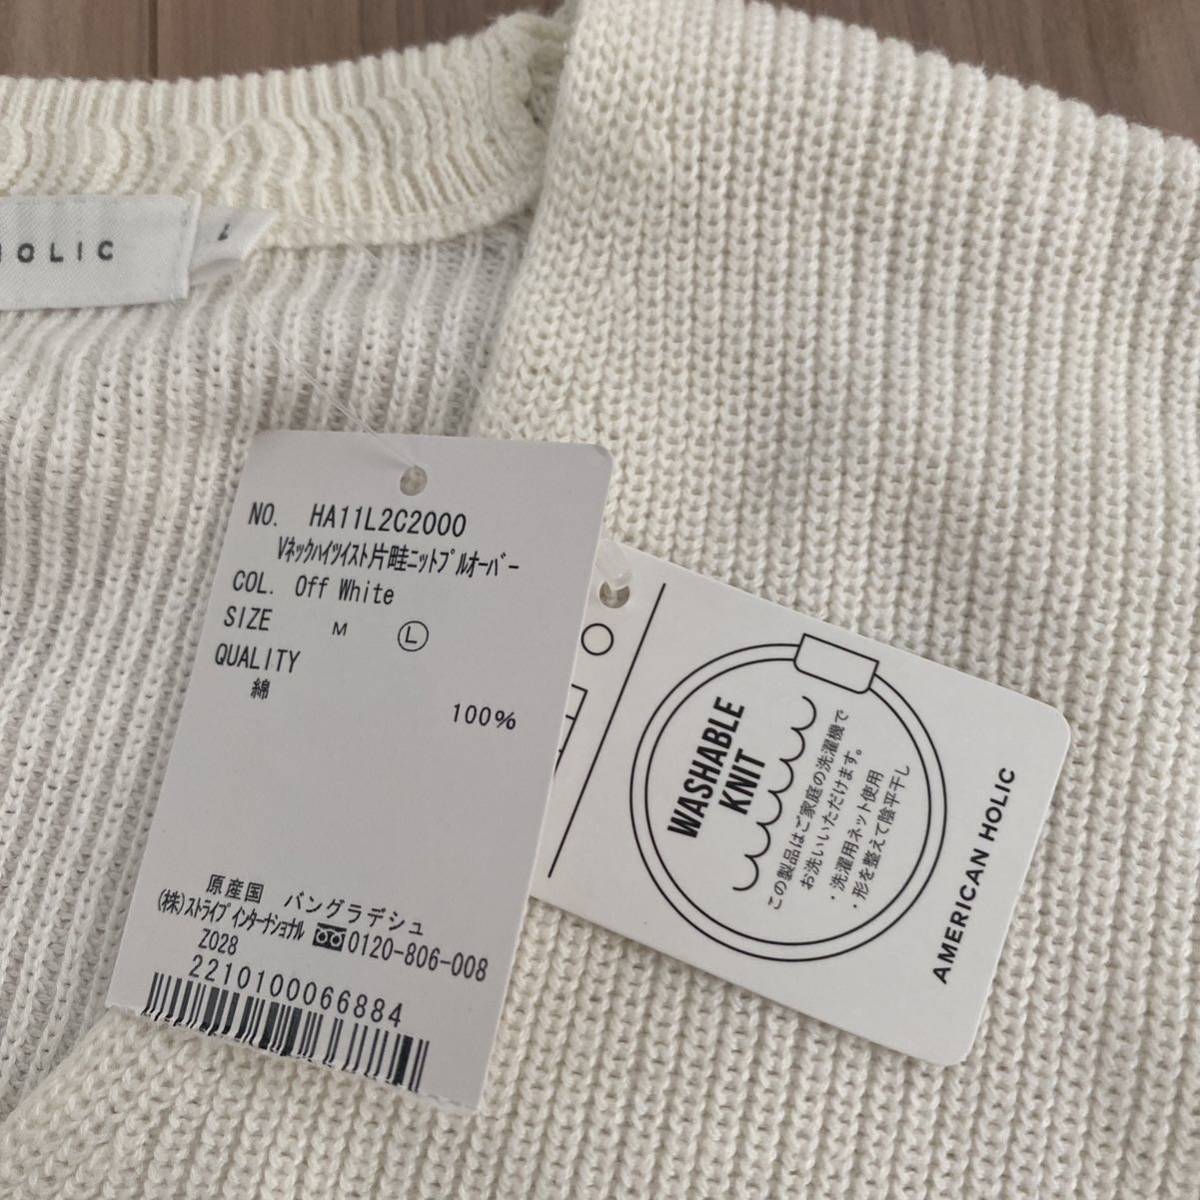 HOLIC
L
NO. HA11L2C2000
Vネックハイツイスト片畦ニットプルオーバー
COL. Off White
SIZE M L
QUALITY
綿
100%
原産国 バングラデシュ
(株)ストライプインターナショナル 0120-806-008
Z028
2210100066884
WASHABLE
KNIT
この製品はご家庭の洗濯機で
お洗いいただけます。
・洗濯用ネット使用
・形を整えて陰平干し
AMERICAN HOLIC